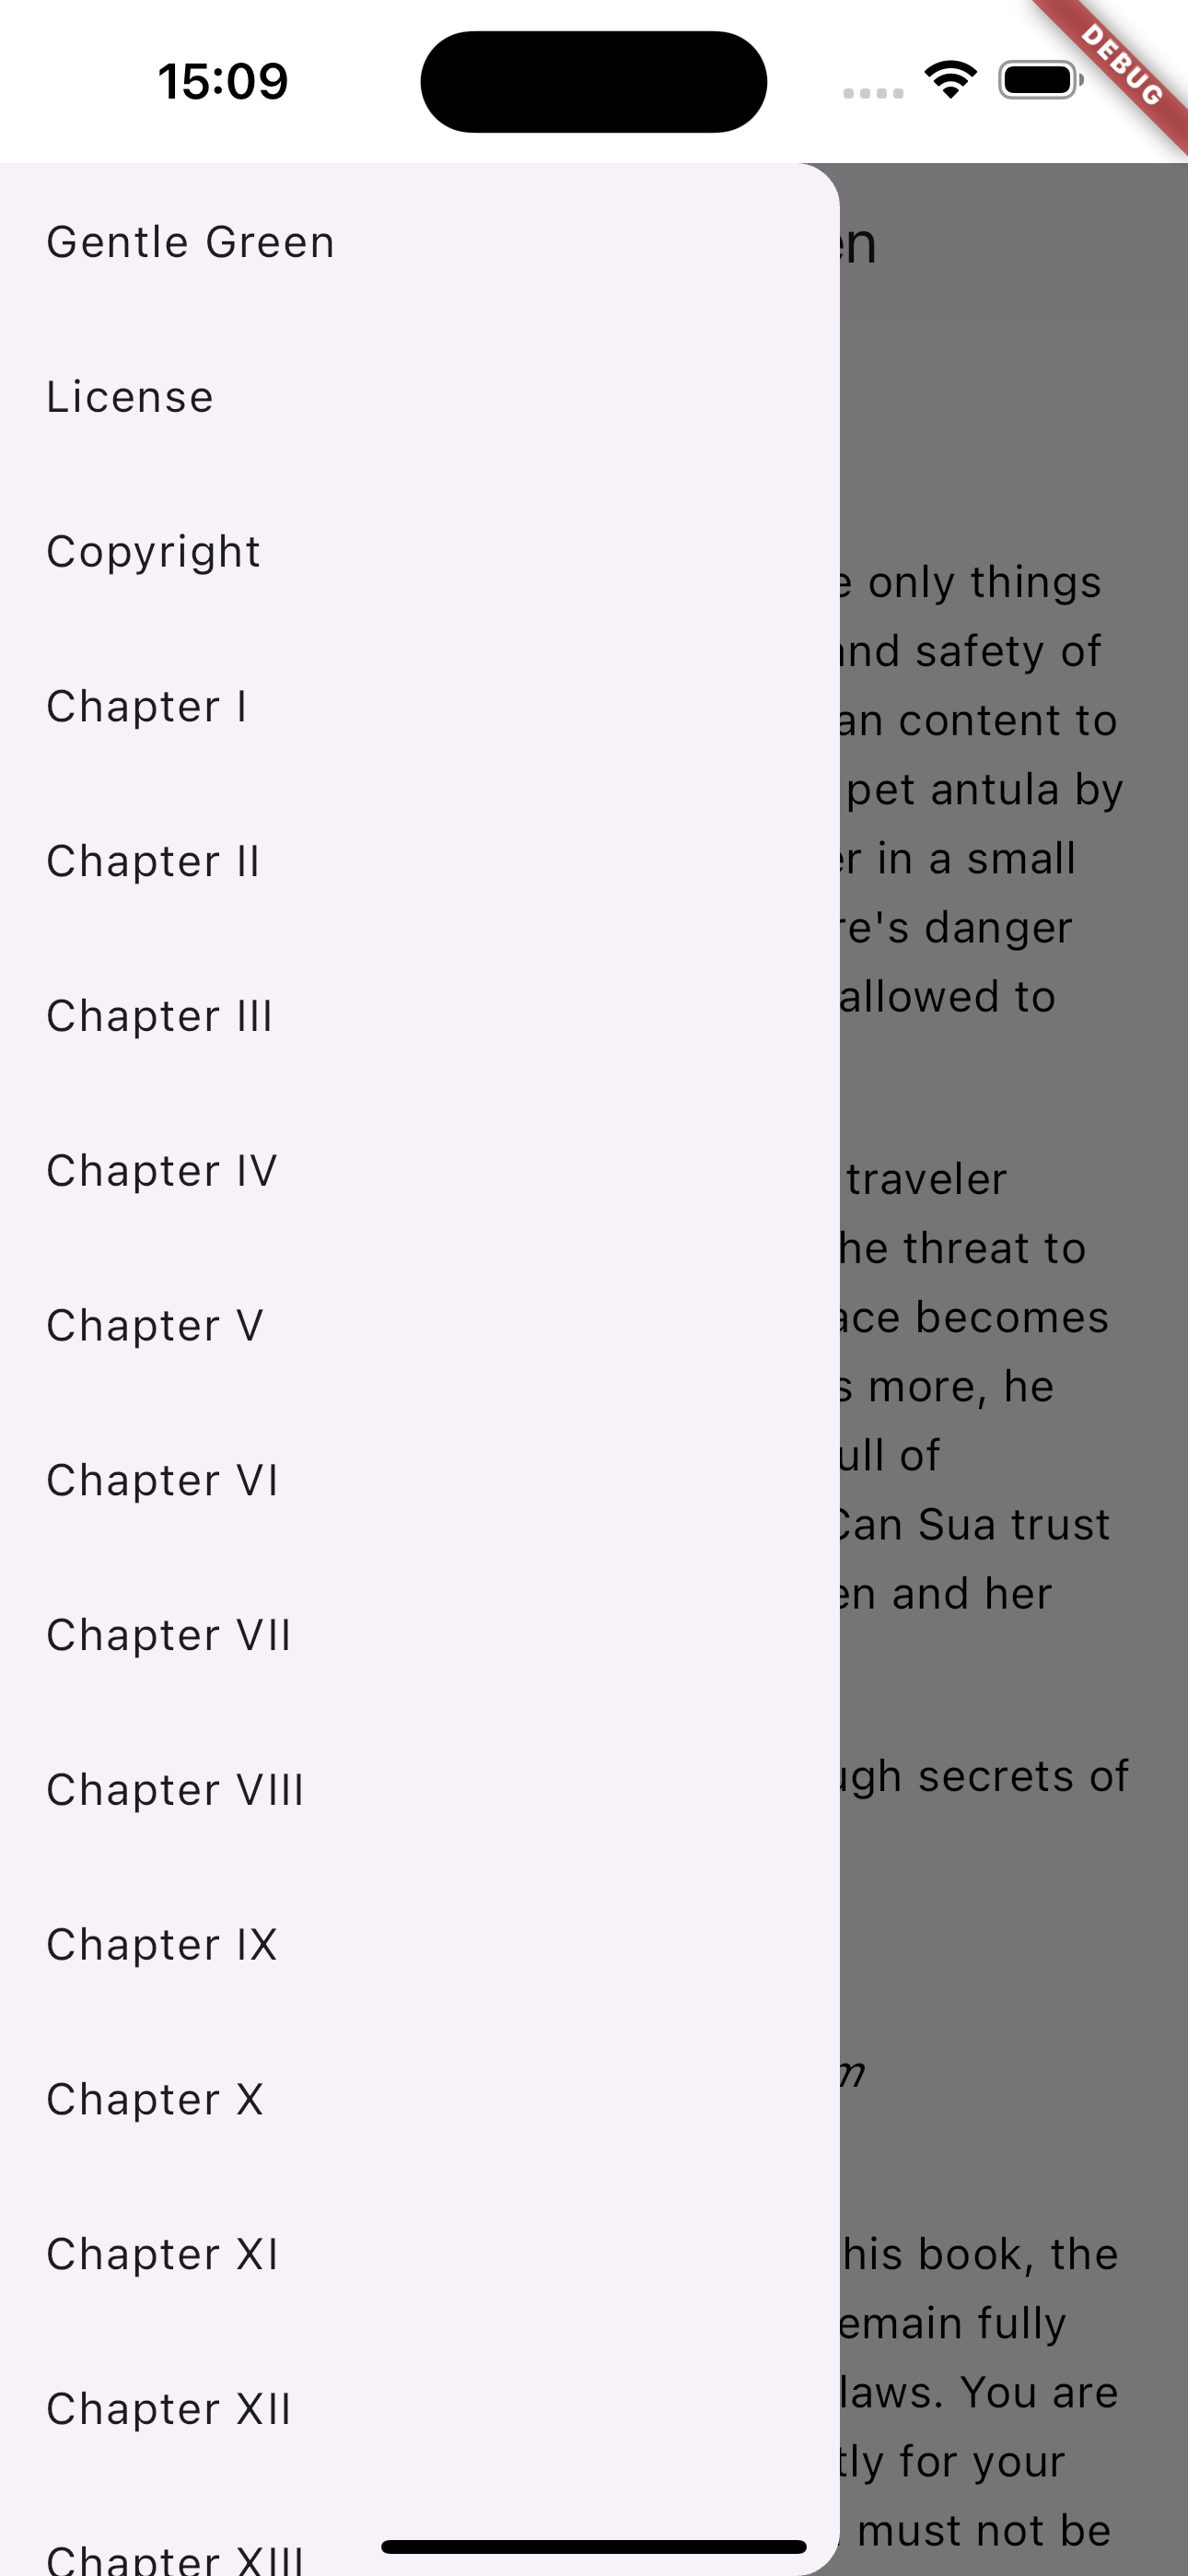 15:09
DEBUG
Gentle Green
License
Copyright
Chapter I
Chapter II
Chapter III
Chapter IV
Chapter V
Chapter VI
Chapter VII
Chapter VIII
Chapter IX
Chapter X
Chapter XI
Chapter XII
Chapter XIII
en
e only things
and safety of
an content to
pet antula by
er in a small
re's danger
allowed to
traveler
he threat to
ace becomes
s more, he
ull of
Can Sua trust
en and her
ugh secrets of
m
his book, the
emain fully
laws. You are
tly for your
must not be